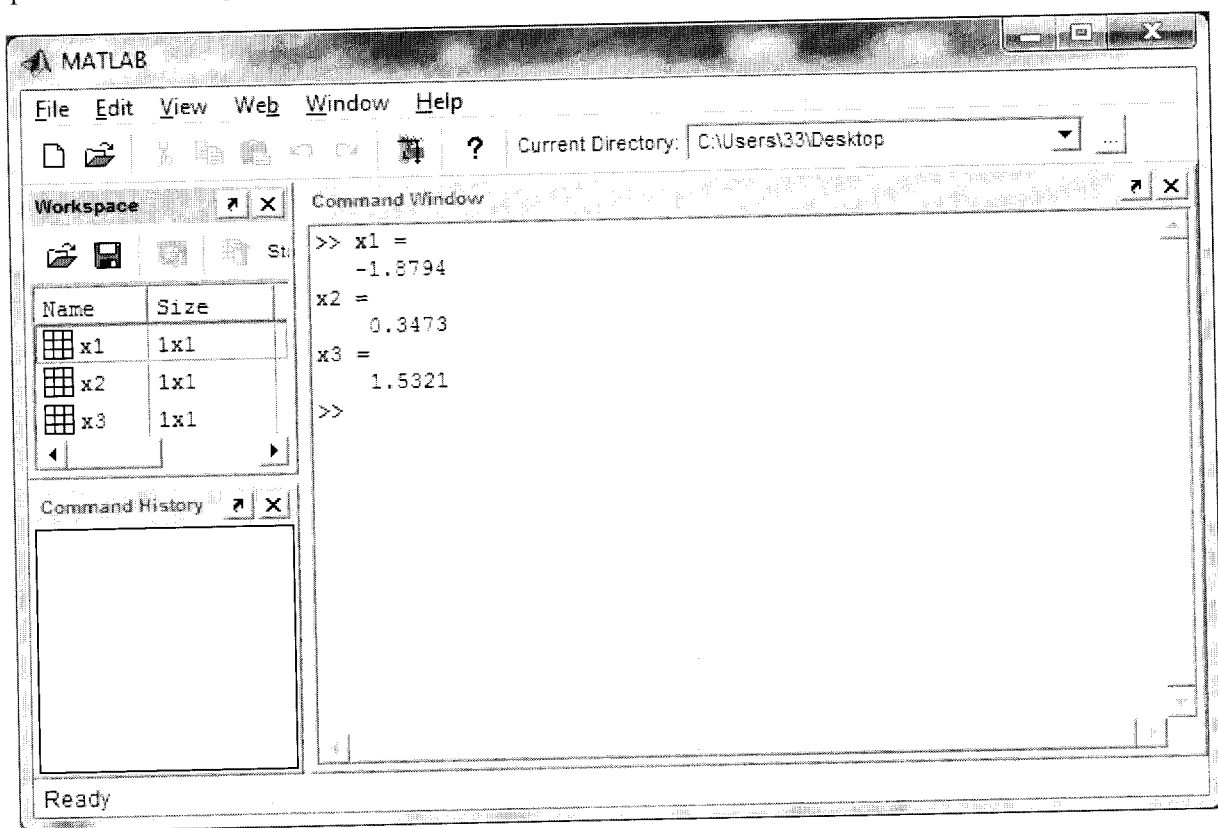 MATLAB
File Edit View Web Window Help
? Current Directory: C:\Users\33\Desktop ...
Workspace
Name Size
x1 1x1
x2 1x1
x3 1x1
Command History
Command Window
>> x1 =
-1.8794
x2 =
0.3473
x3 =
1.5321
>>
Ready